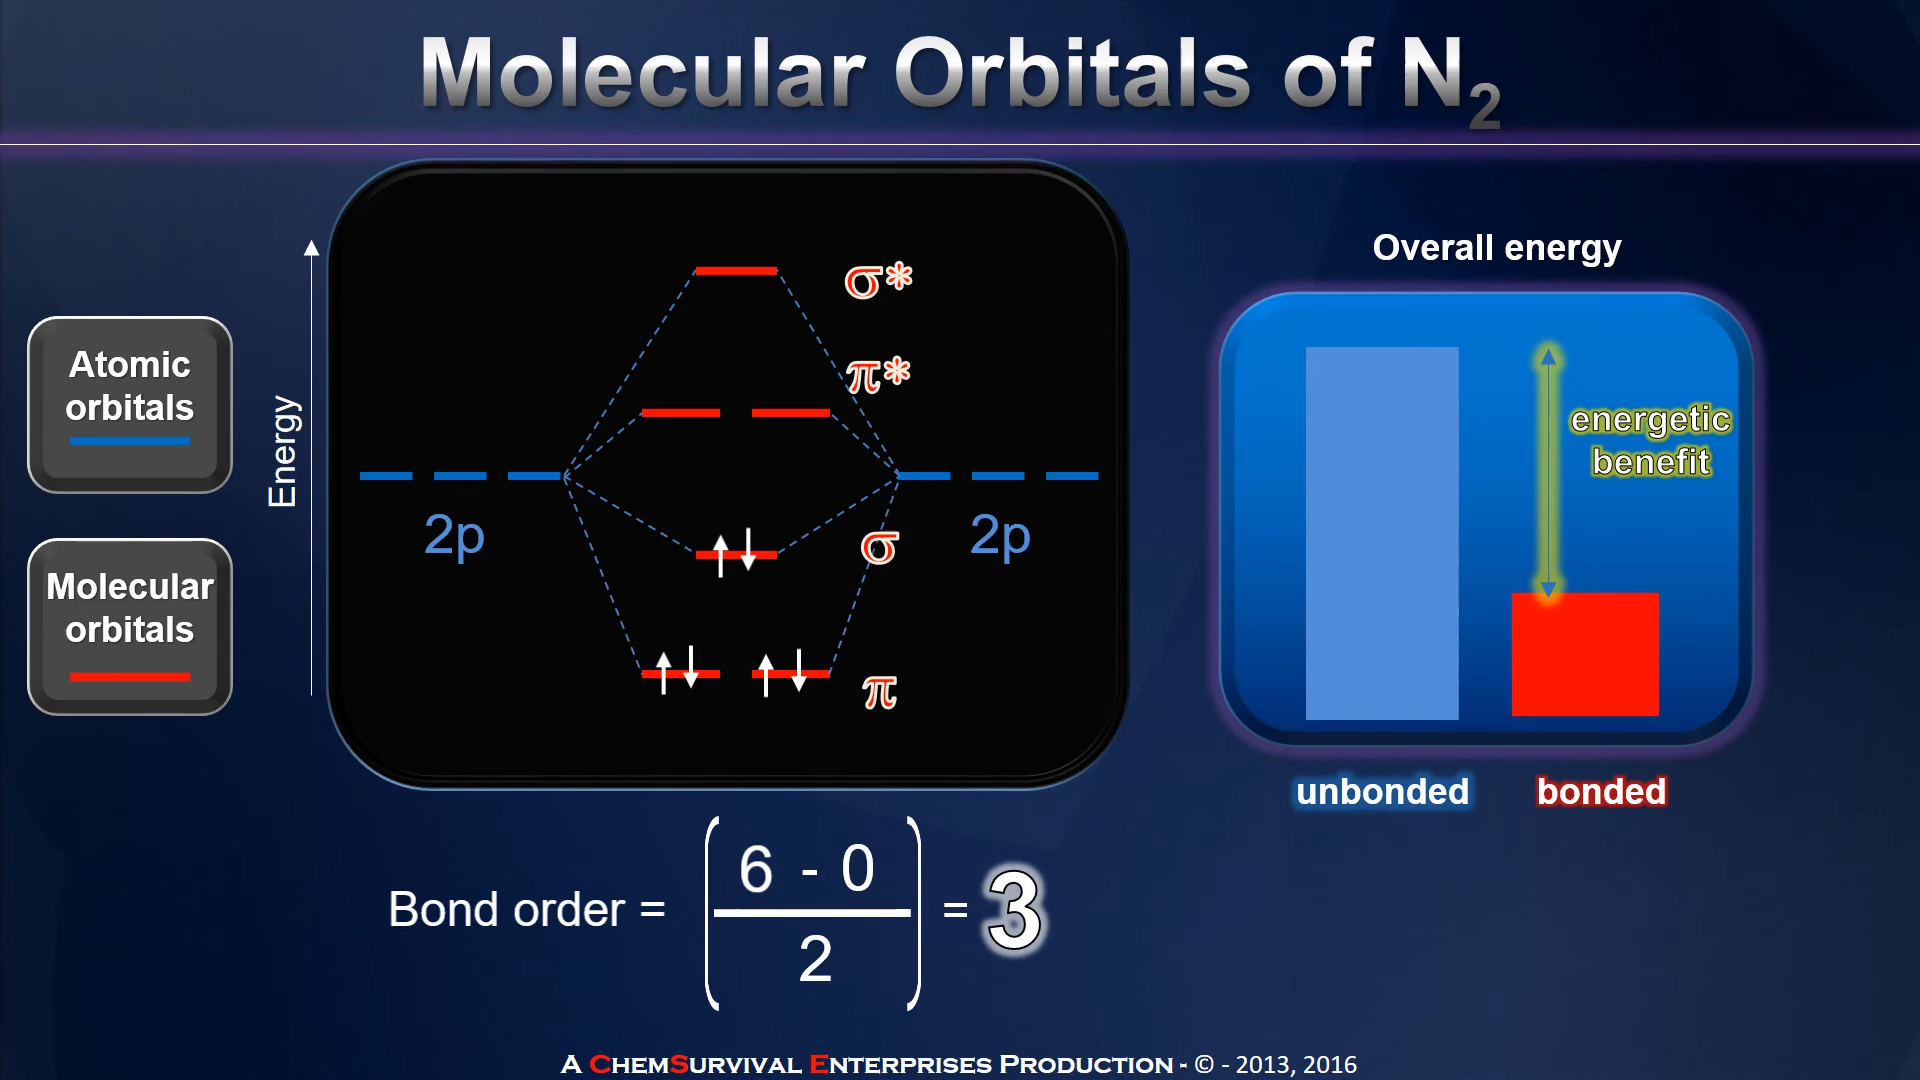 Molecular Orbitals of N₂
Atomic
orbitals
Molecular
orbitals
Energy
σ*
π*
2p
σ
2p
π
Overall energy
energetic
benefit
unbonded
bonded
Bond order = (6 - 0 / 2) = 3
A ChemSurvival Enterprises Production - © - 2013, 2016